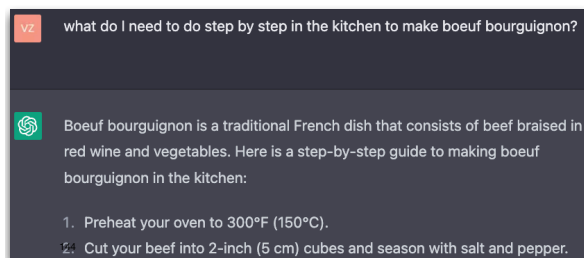 VZ
what do I need to do step by step in the kitchen to make boeuf bourguignon?
Boeuf bourguignon is a traditional French dish that consists of beef braised in
red wine and vegetables. Here is a step-by-step guide to making boeuf
bourguignon in the kitchen:
1. Preheat your oven to 300°F (150°C).
2. Cut your beef into 2-inch (5 cm) cubes and season with salt and pepper.